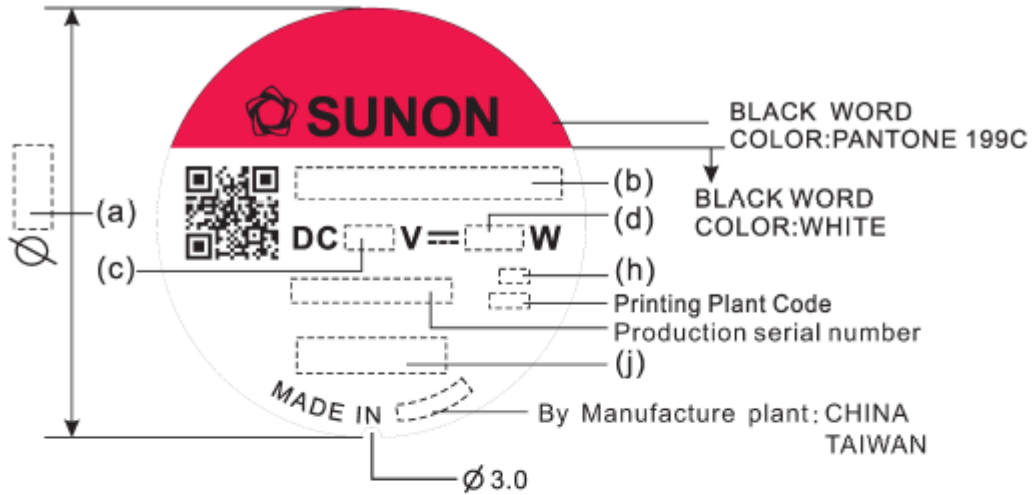 SUNON
BLACK WORD
COLOR:PANTONE 199C
(b)
BLACK WORD
COLOR:WHITE
(a)
Ø
DC V W
(d)
(c)
(h)
Printing Plant Code
Production serial number
(j)
MADE IN
By Manufacture plant: CHINA
TAIWAN
Ø 3.0